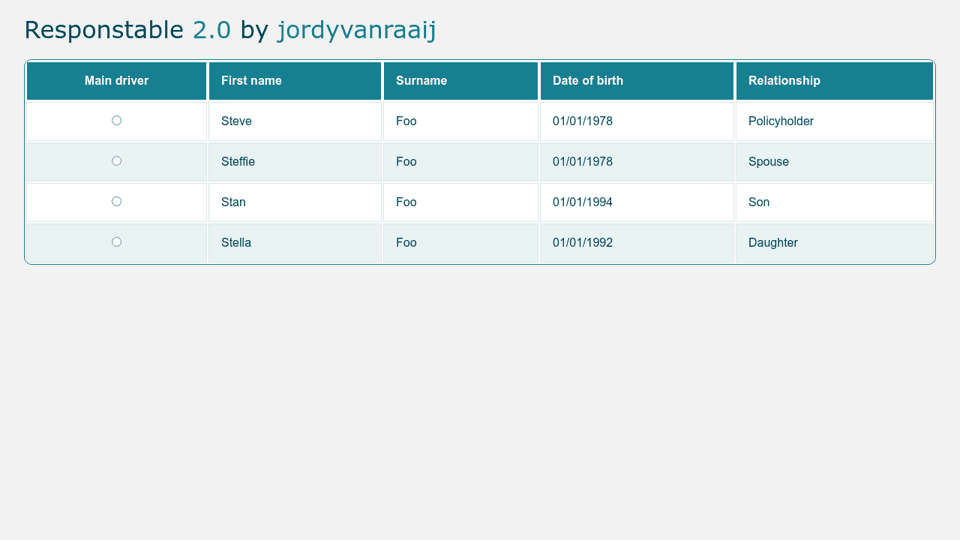 Responstable 2.0 by jordyvanraaij
Main driver First name Surname Date of birth Relationship
Steve Foo 01/01/1978 Policyholder
Steffie Foo 01/01/1978 Spouse
Stan Foo 01/01/1994 Son
Stella Foo 01/01/1992 Daughter